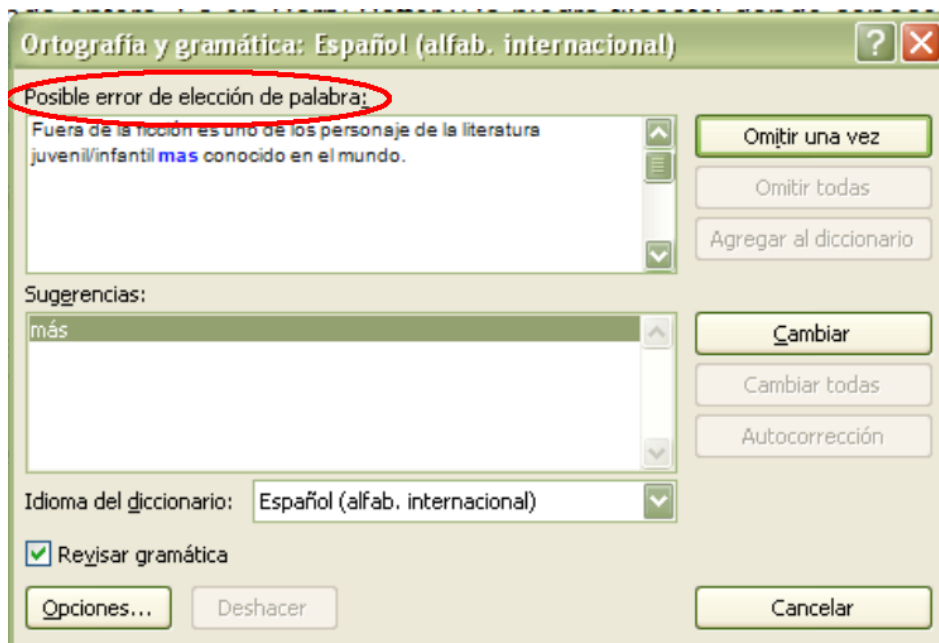 Ortografía y gramática: Español (alfab. internacional)
Posible error de elección de palabra:
Fuera de la ficción es uno de los personaje de la literatura
juvenil/infantil mas conocido en el mundo.
Omitir una vez
Omitir todas
Agregar al diccionario
Sugerencias:
más
Cambiar
Cambiar todas
Autocorrección
Idioma del diccionario: Español (alfab. internacional)
Revisar gramática
Opciones... Deshacer Cancelar